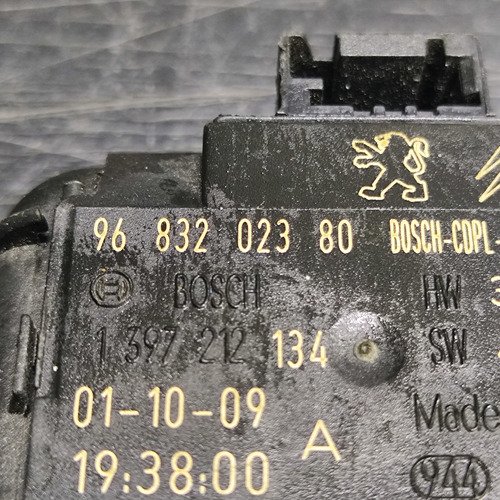 96 832 023 80 BOSCH-CDPL-
BOSCH HW 3
1 397 212 134 SW
01-10-09 Made
A
19:38:00 944